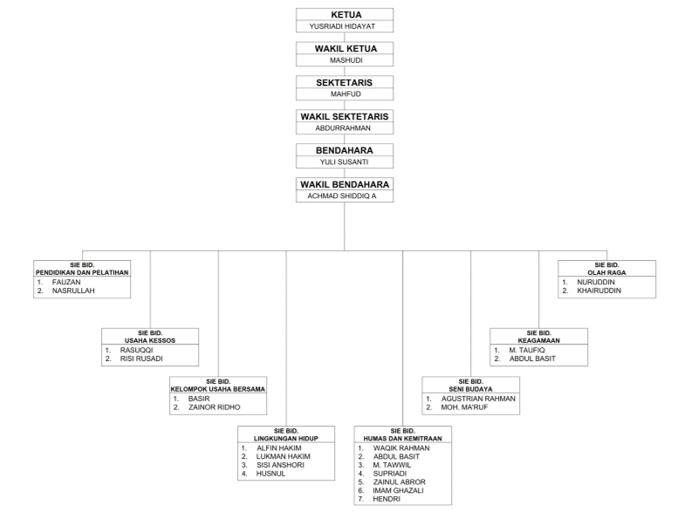 KETUA
YUSRIADI HIDAYAT
WAKIL KETUA
MASHUDI
SEKTETARIS
MAHFUD
WAKIL SEKTETARIS
ABDURRAHMAN
BENDAHARA
YULI SUSANTI
WAKIL BENDAHARA
ACHMAD SHIDDIQ A
SIE BID.
PENDIDIKAN DAN PELATIHAN
1. FAUZAN
2. NASRULLAH
SIE BID.
OLAH RAGA
1. NURUDDIN
2. KHAIRUDDIN
SIE BID.
USAHA KESSOS
1. RASUQQI
2. RISI RUSADI
SIE BID.
KEAGAMAAN
1. M. TAUFIQ
2. ABDUL BASIT
SIE BID.
KELOMPOK USAHA BERSAMA
1. BASIR
2. ZAINOR RIDHO
SIE BID.
SENI BUDAYA
1. AGUSTRIAN RAHMAN
2. MOH. MA'RUF
SIE BID.
LINGKUNGAN HIDUP
1. ALFIN HAKIM
2. LUKMAN HAKIM
3. SISI ANSHORI
4. HUSNUL
SIE BID.
HUMAS DAN KEMITRAAN
1. WAQIK RAHMAN
2. ABDUL BASIT
3. M. TAWWIL
4. SUPRIADI
5. ZAINUL ABROR
6. IMAM GHAZALI
7. HENDRI